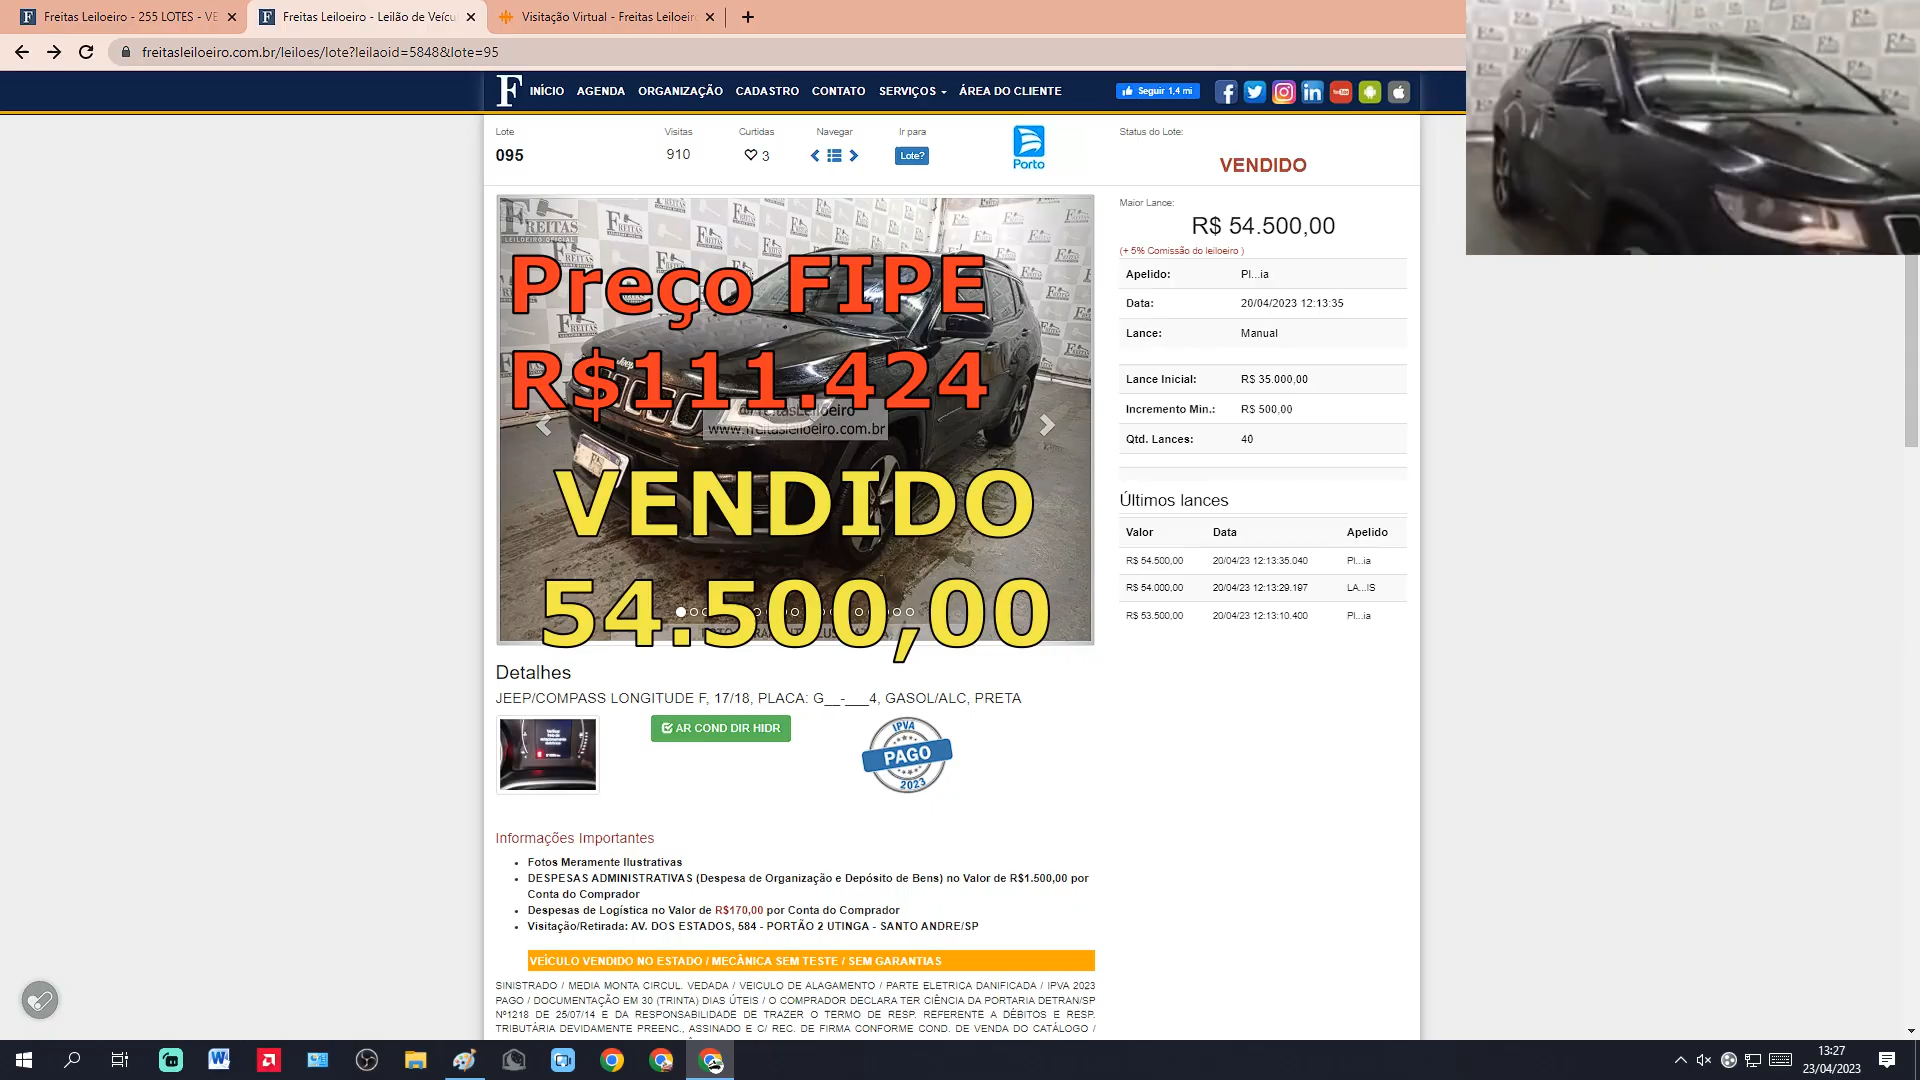 Freitas Leiloeiro - 255 LOTES - VE
Freitas Leiloeiro - Leilão de Veícu
Visitação Virtual - Freitas Leiloeir
freitasleiloeiro.com.br/leiloes/lote?leilaoid=5848&lote=95
F INÍCIO AGENDA ORGANIZAÇÃO CADASTRO CONTATO SERVIÇOS ÁREA DO CLIENTE
Seguir 1,4 mi
Lote Visitas Curtidas Navegar Ir para
095 910 3 Lote?
Porto
Status do Lote:
VENDIDO
FREITAS
LEILOEIRO OFICIAL
Preço FIPE
R$111.424
@FreitasLeiloeiro
www.freitasleiloeiro.com.br
VENDIDO
54.500,00
Maior Lance:
R$ 54.500,00
(+ 5% Comissão do leiloeiro )
Apelido: Pl...ia
Data: 20/04/2023 12:13:35
Lance: Manual
Lance Inicial: R$ 35.000,00
Incremento Min.: R$ 500,00
Qtd. Lances: 40
Últimos lances
Valor Data Apelido
R$ 54.500,00 20/04/23 12:13:35.040 Pl...ia
R$ 54.000,00 20/04/23 12:13:29.197 LA...IS
R$ 53.500,00 20/04/23 12:13:10.400 Pl...ia
Detalhes
JEEP/COMPASS LONGITUDE F, 17/18, PLACA: G__-___4, GASOL/ALC, PRETA
AR COND DIR HIDR
IPVA
PAGO
2023
Informações Importantes
Fotos Meramente Ilustrativas
DESPESAS ADMINISTRATIVAS (Despesa de Organização e Depósito de Bens) no Valor de R$1.500,00 por
Conta do Comprador
Despesas de Logística no Valor de R$170,00 por Conta do Comprador
Visitação/Retirada: AV. DOS ESTADOS, 584 - PORTÃO 2 UTINGA - SANTO ANDRE/SP
VEÍCULO VENDIDO NO ESTADO / MECÂNICA SEM TESTE / SEM GARANTIAS
SINISTRADO / MEDIA MONTA CIRCUL. VEDADA / VEICULO DE ALAGAMENTO / PARTE ELETRICA DANIFICADA / IPVA 2023
PAGO / DOCUMENTAÇÃO EM 30 (TRINTA) DIAS ÚTEIS / O COMPRADOR DECLARA TER CIÊNCIA DA PORTARIA DETRAN/SP
Nº1218 DE 25/07/14 E DA RESPONSABILIDADE DE TRAZER O TERMO DE RESP. REFERENTE A DÉBITOS E RESP.
TRIBUTÁRIA DEVIDAMENTE PREENC., ASSINADO E C/ REC. DE FIRMA CONFORME COND. DE VENDA DO CATÁLOGO /
13:27
23/04/2023